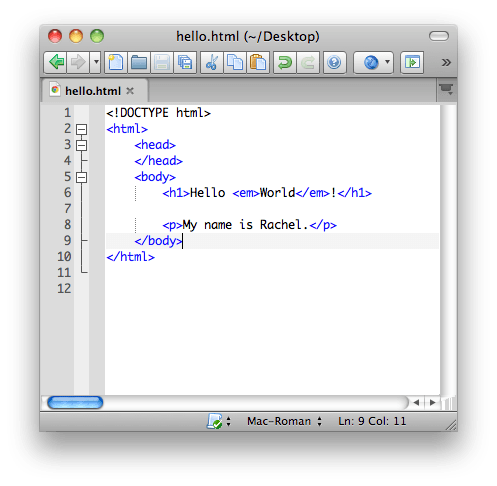 hello.html (~/Desktop)
hello.html
1 <!DOCTYPE html>
2 <html>
3     <head>
4     </head>
5     <body>
6         <h1>Hello <em>World</em>!</h1>
7
8         <p>My name is Rachel.</p>
9     </body>
10 </html>
11
12
Mac-Roman Ln: 9 Col: 11